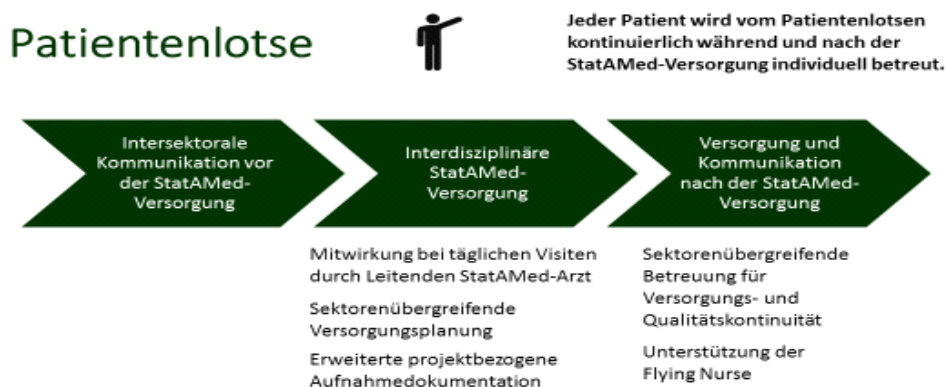 Patientenlotse
Jeder Patient wird vom Patientenlotsen
kontinuierlich während und nach der
StatAMed-Versorgung individuell betreut.
Intersektorale
Kommunikation vor
der StatAMed-
Versorgung
Interdisziplinäre
StatAMed-
Versorgung
Versorgung und
Kommunikation
nach der StatAMed-
Versorgung
Mitwirkung bei täglichen Visiten
durch Leitenden StatAMed-Arzt
Sektorenübergreifende
Versorgungsplanung
Erweiterte projektbezogene
Aufnahmedokumentation
Sektorenübergreifende
Betreuung für
Versorgungs- und
Qualitätskontinuität
Unterstützung der
Flying Nurse